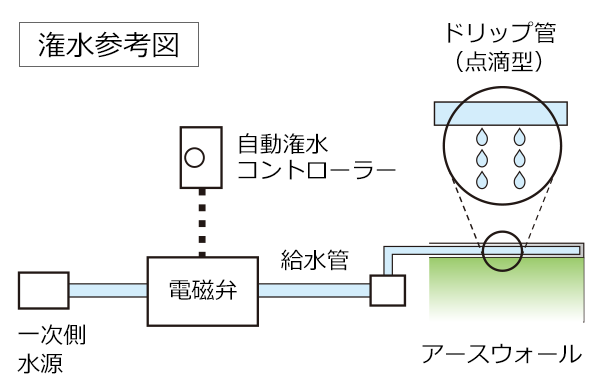 潅水参考図
ドリップ管
（点滴型）
自動潅水
コントローラー
給水管
電磁弁
一次側
水源
アースウォール